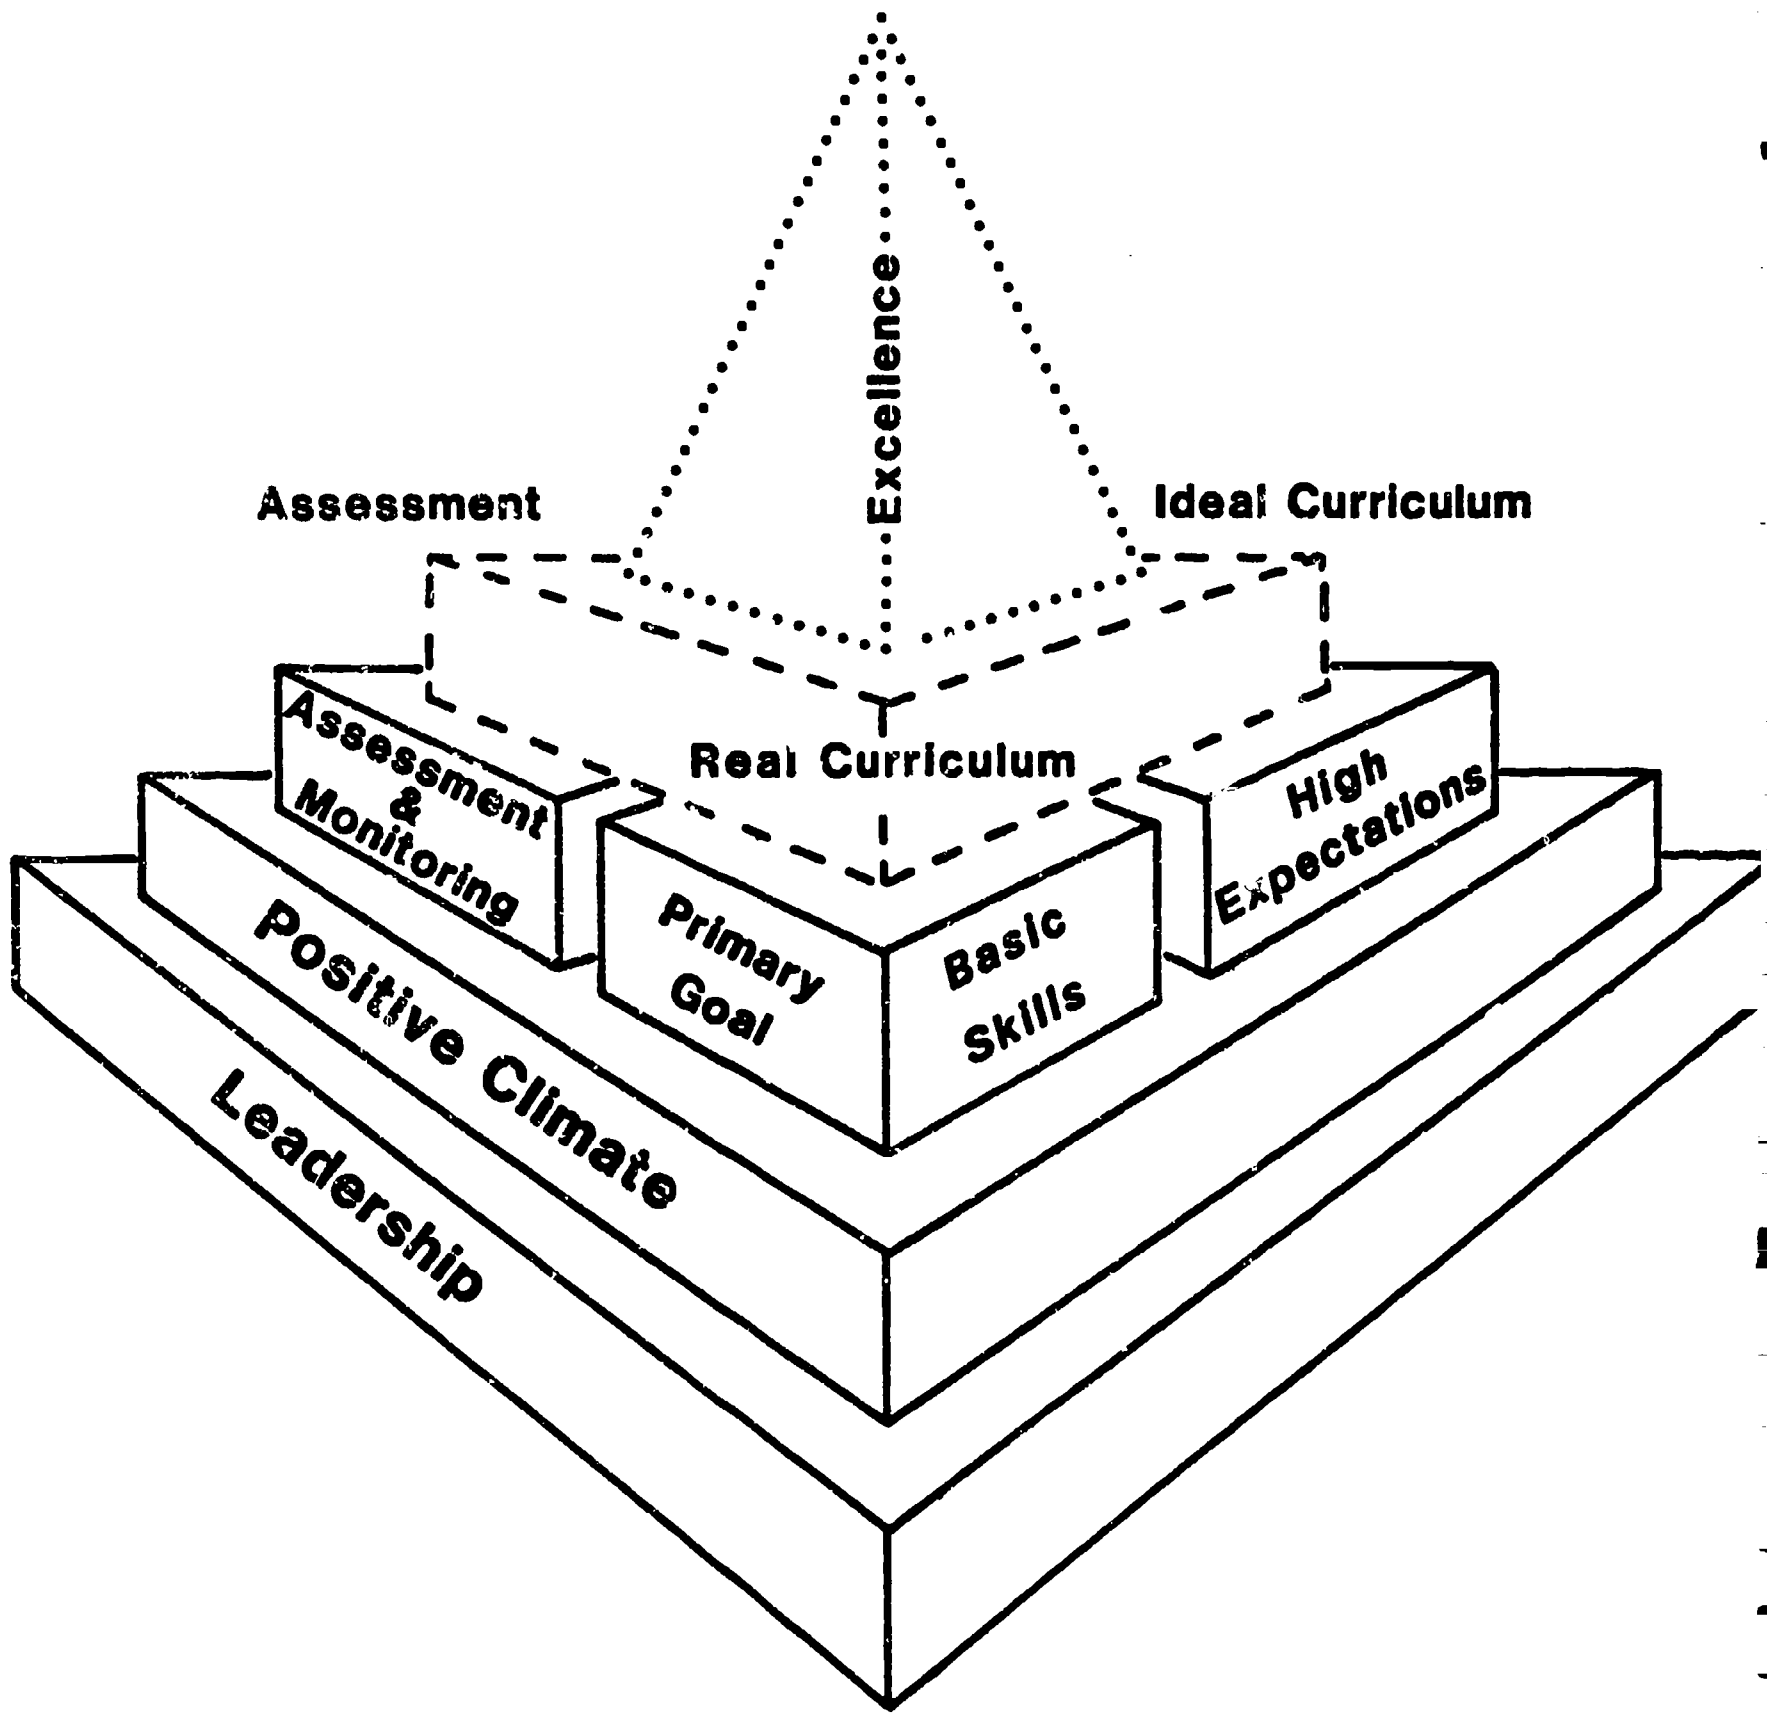 Excellence
Assessment
Ideal Curriculum
Real Curriculum
Assessment
&
Monitoring
High
Expectations
Primary
Goal
Basic
Skills
Positive Climate
Leadership